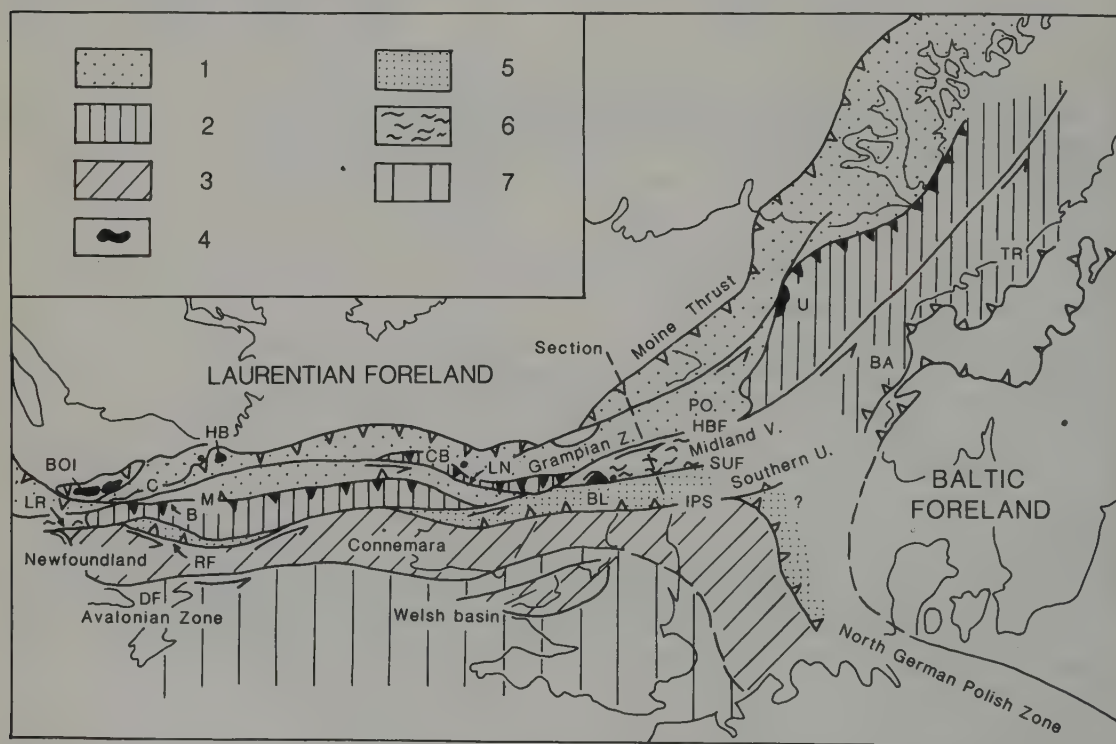 1
2
3
4
5
6
7
LAURENTIAN FORELAND
Section
Moine Thrust
TR
U
BA
PO.
HBF
Midland V.
Grampian Z.
SUF
Southern U.
?
HB
BOI
C
TCB
LN
LR
M
B
BL
IPS
BALTIC
FORELAND
Newfoundland
RF
Connemara
DF
Avalonian Zone
Welsh basin
North German Polish Zone